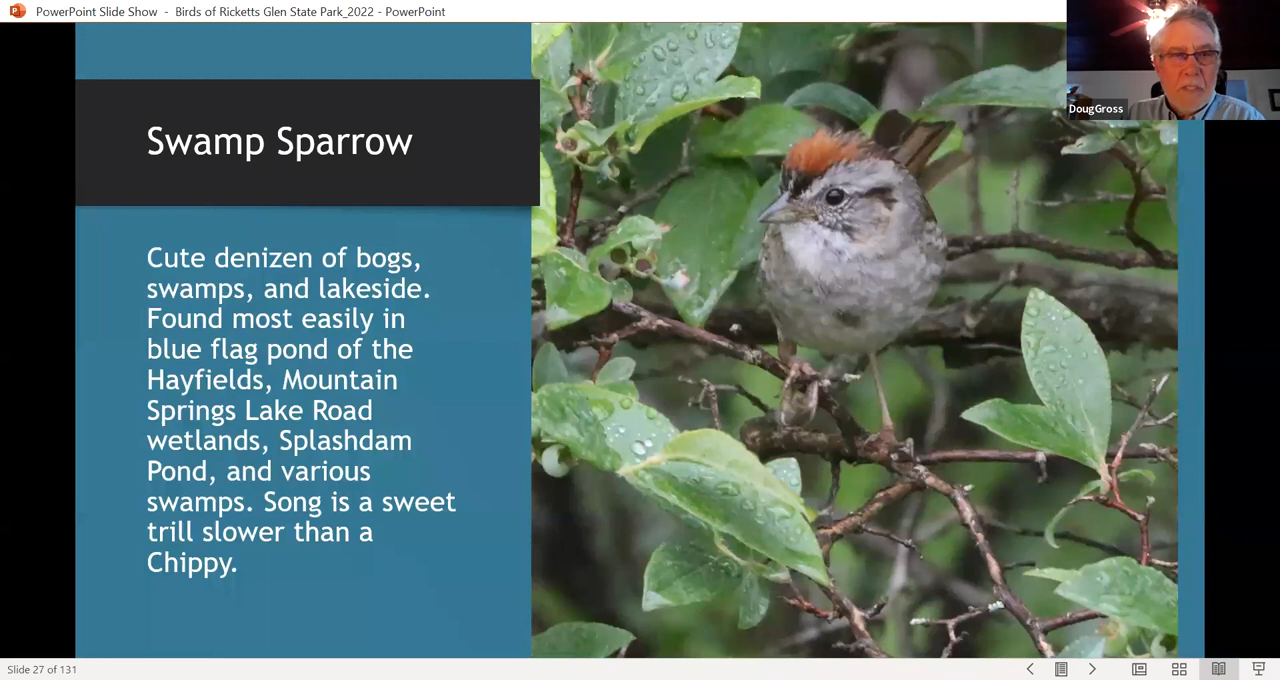 PowerPoint Slide Show - Birds of Ricketts Glen State Park_2022 - PowerPoint
DougGross
Swamp Sparrow
Cute denizen of bogs,
swamps, and lakeside.
Found most easily in
blue flag pond of the
Hayfields, Mountain
Springs Lake Road
wetlands, Splashdam
Pond, and various
swamps. Song is a sweet
trill slower than a
Chippy.
Slide 27 of 131